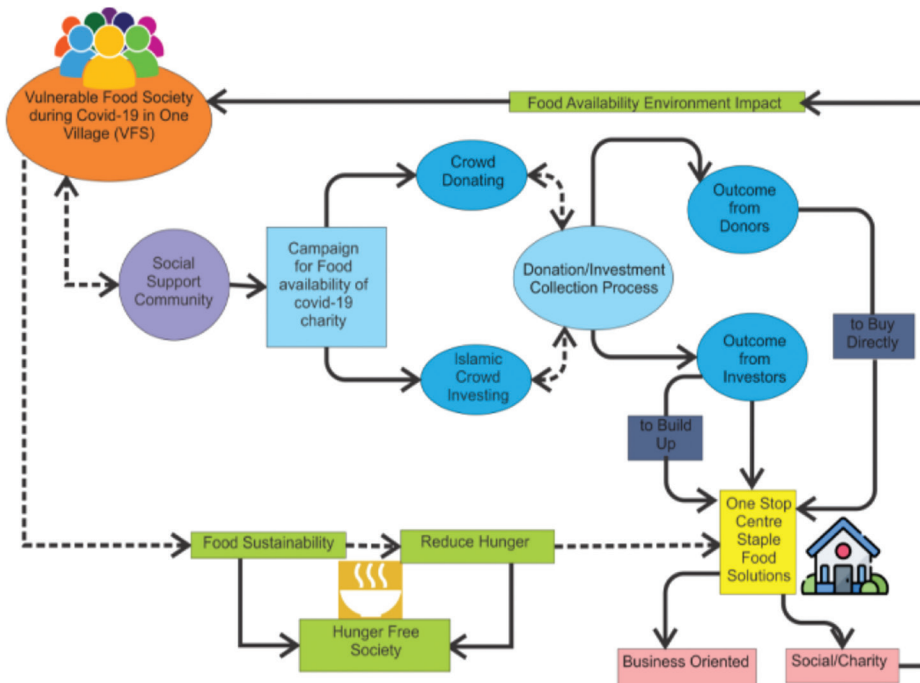 Vulnerable Food Society
during Covid-19 in One
Village (VFS)
Food Availability Environment Impact
Crowd
Donating
Outcome
from
Donors
Social
Support
Community
Campaign
for Food
availability of
covid-19
charity
Donation/Investment
Collection Process
to Buy
Directly
Islamic
Crowd
Investing
Outcome
from
Investors
to Build
Up
One Stop
Centre
Staple
Food
Solutions
Food Sustainability
Reduce Hunger
Hunger Free
Society
Business Oriented
Social/Charity